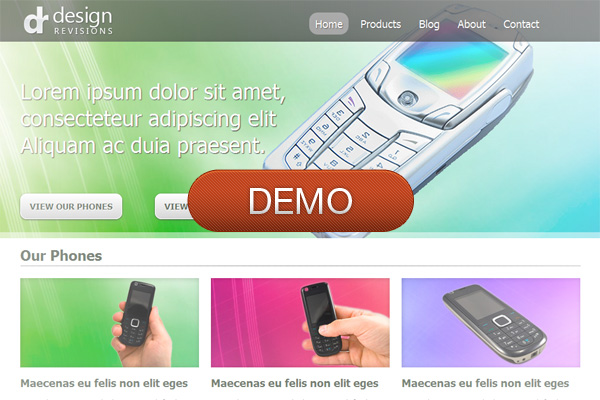 dr design
REVISIONS
Home Products Blog About Contact
Lorem ipsum dolor sit amet,
consecteteur adipiscing elit
Aliquam ac duia praesent.
VIEW OUR PHONES
DEMO
Our Phones
Maecenas eu felis non elit eges
Maecenas eu felis non elit eges
Maecenas eu felis non elit eges